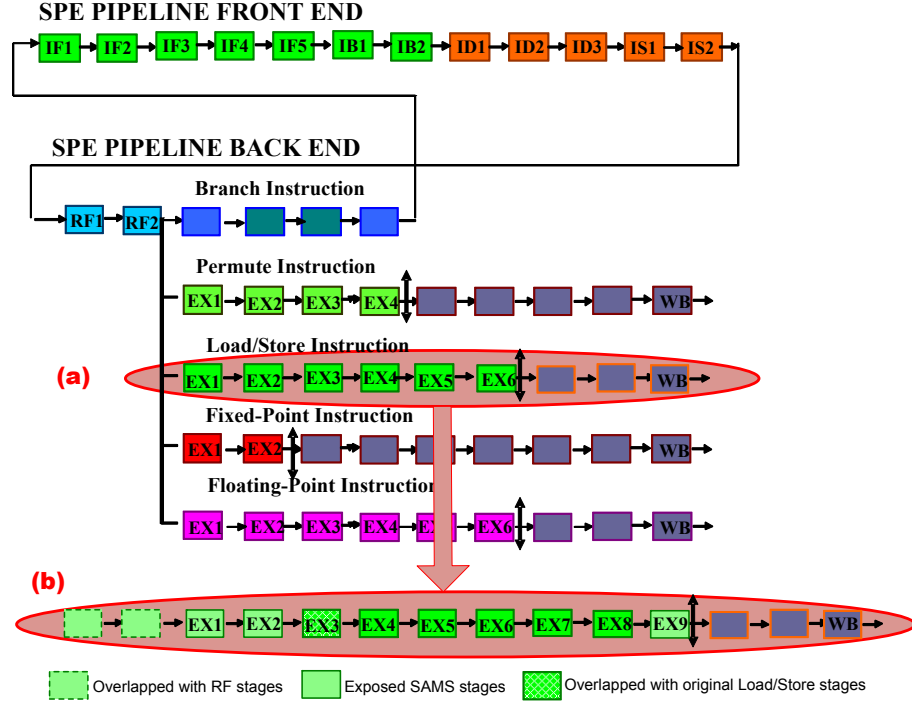 SPE PIPELINE FRONT END
IF1 IF2 IF3 IF4 IF5 IB1 IB2 ID1 ID2 ID3 IS1 IS2
SPE PIPELINE BACK END
Branch Instruction
RF1 RF2
Permute Instruction
EX1 EX2 EX3 EX4 WB
Load/Store Instruction
(a)
EX1 EX2 EX3 EX4 EX5 EX6 WB
Fixed-Point Instruction
EX1 EX2 WB
Floating-Point Instruction
EX1 EX2 EX3 EX4 EX6 WB
(b)
EX1 EX2 EX3 EX4 EX5 EX6 EX7 EX8 EX9 WB
Overlapped with RF stages
Exposed SAMS stages
Overlapped with original Load/Store stages